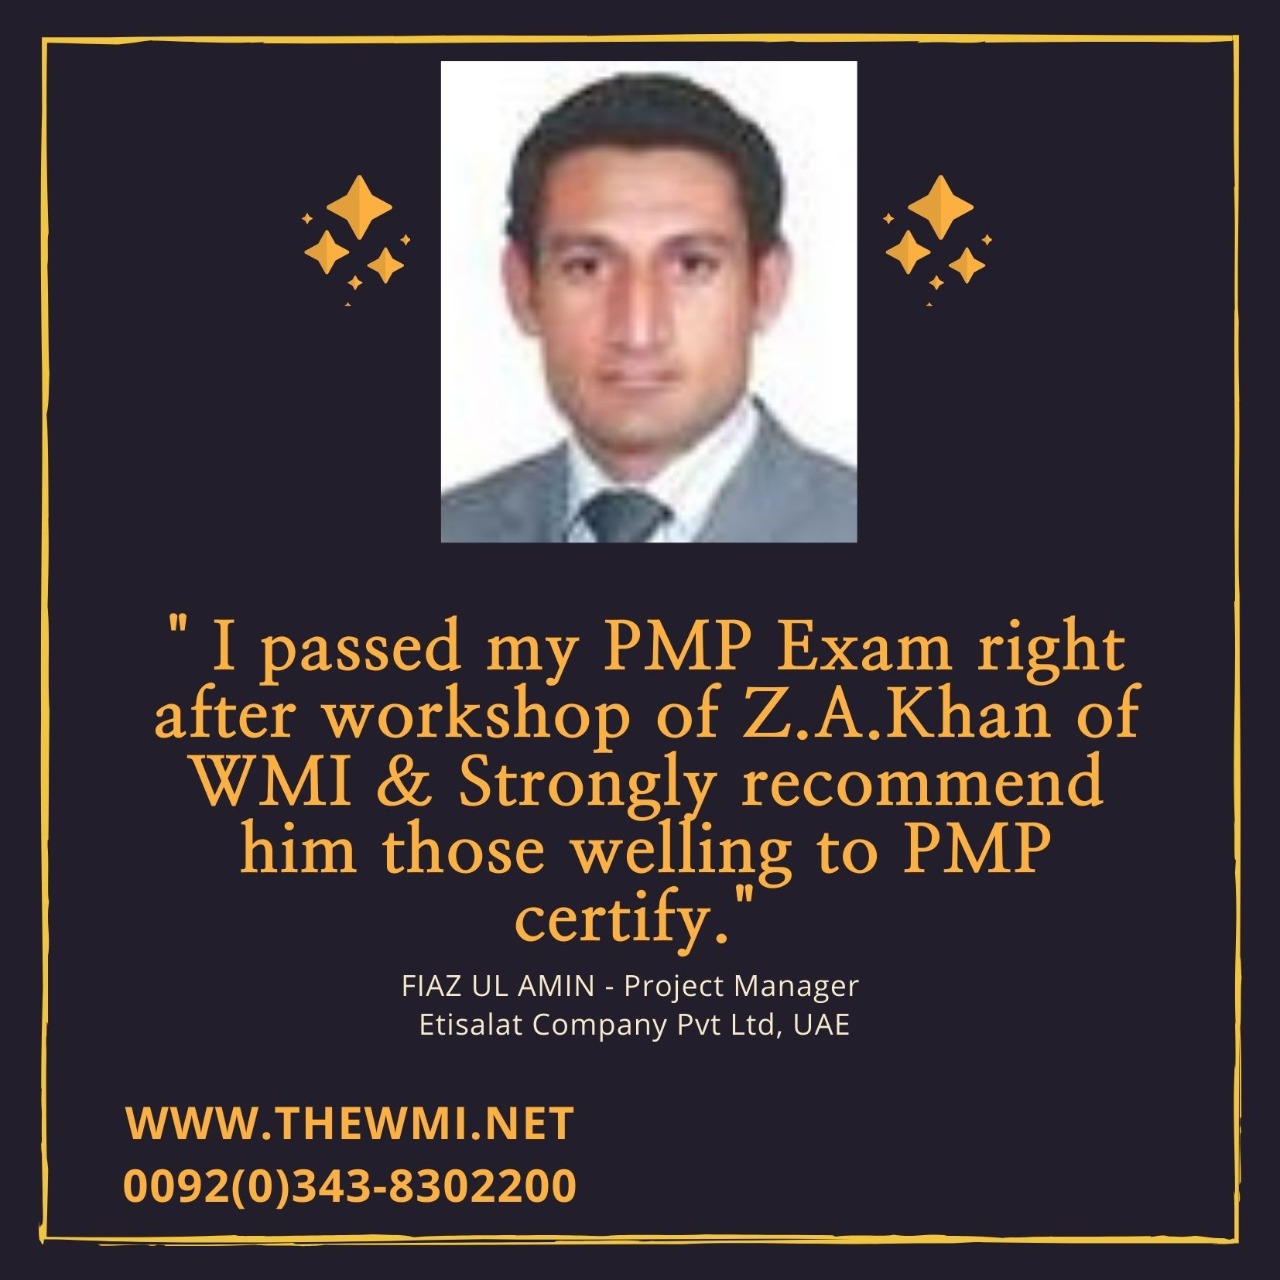 " I passed my PMP Exam right
after workshop of Z.A.Khan of
WMI & Strongly recommend
him those welling to PMP
certify."
FIAZ UL AMIN - Project Manager
Etisalat Company Pvt Ltd, UAE
WWW.THEWMI.NET
0092(0)343-8302200